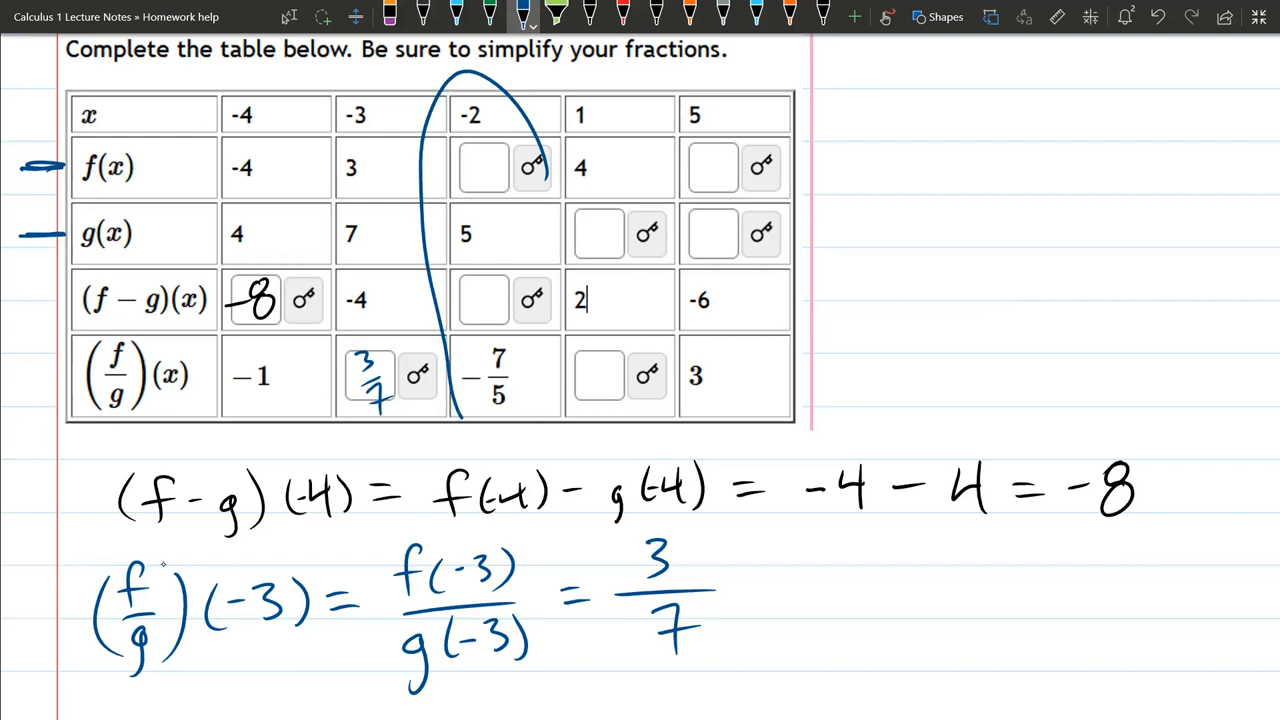 Calculus 1 Lecture Notes » Homework help
Shapes
Complete the table below. Be sure to simplify your fractions.
x -4 -3 -2 1 5
f(x) -4 3 4
g(x) 4 7 5
(f − g)(x) -8 -4 2 -6
(f/g)(x) −1 3/7 −7/5 3
(f - g)(-4) = f(-4) - g(-4) = -4 - 4 = -8
(f/g)(-3) = f(-3)/g(-3) = 3/7